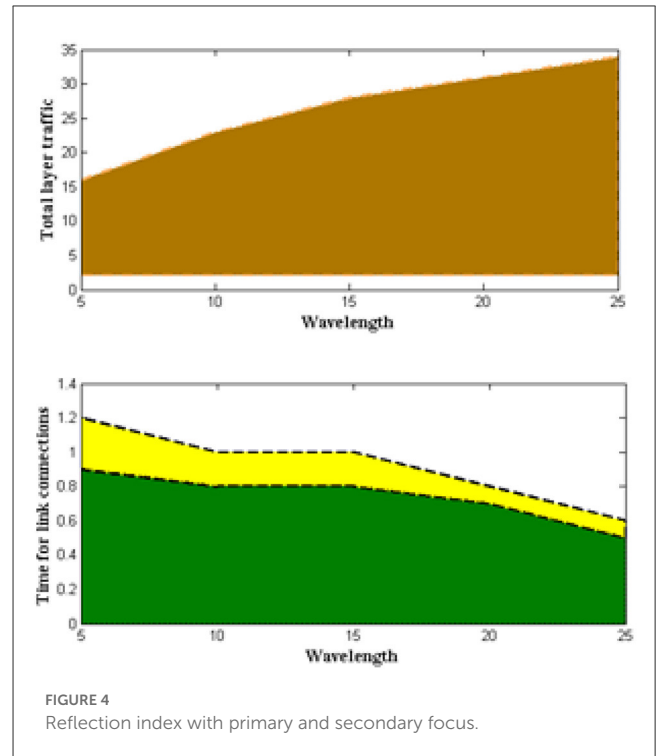 35
30
25
20
15
10
5
0
Total layer traffic
5 10 15 20 25
Wavelength
1.4
1.2
1
0.8
0.6
0.4
0.2
0
Time for link connections
5 10 15 20 25
Wavelength
FIGURE 4
Reflection index with primary and secondary focus.